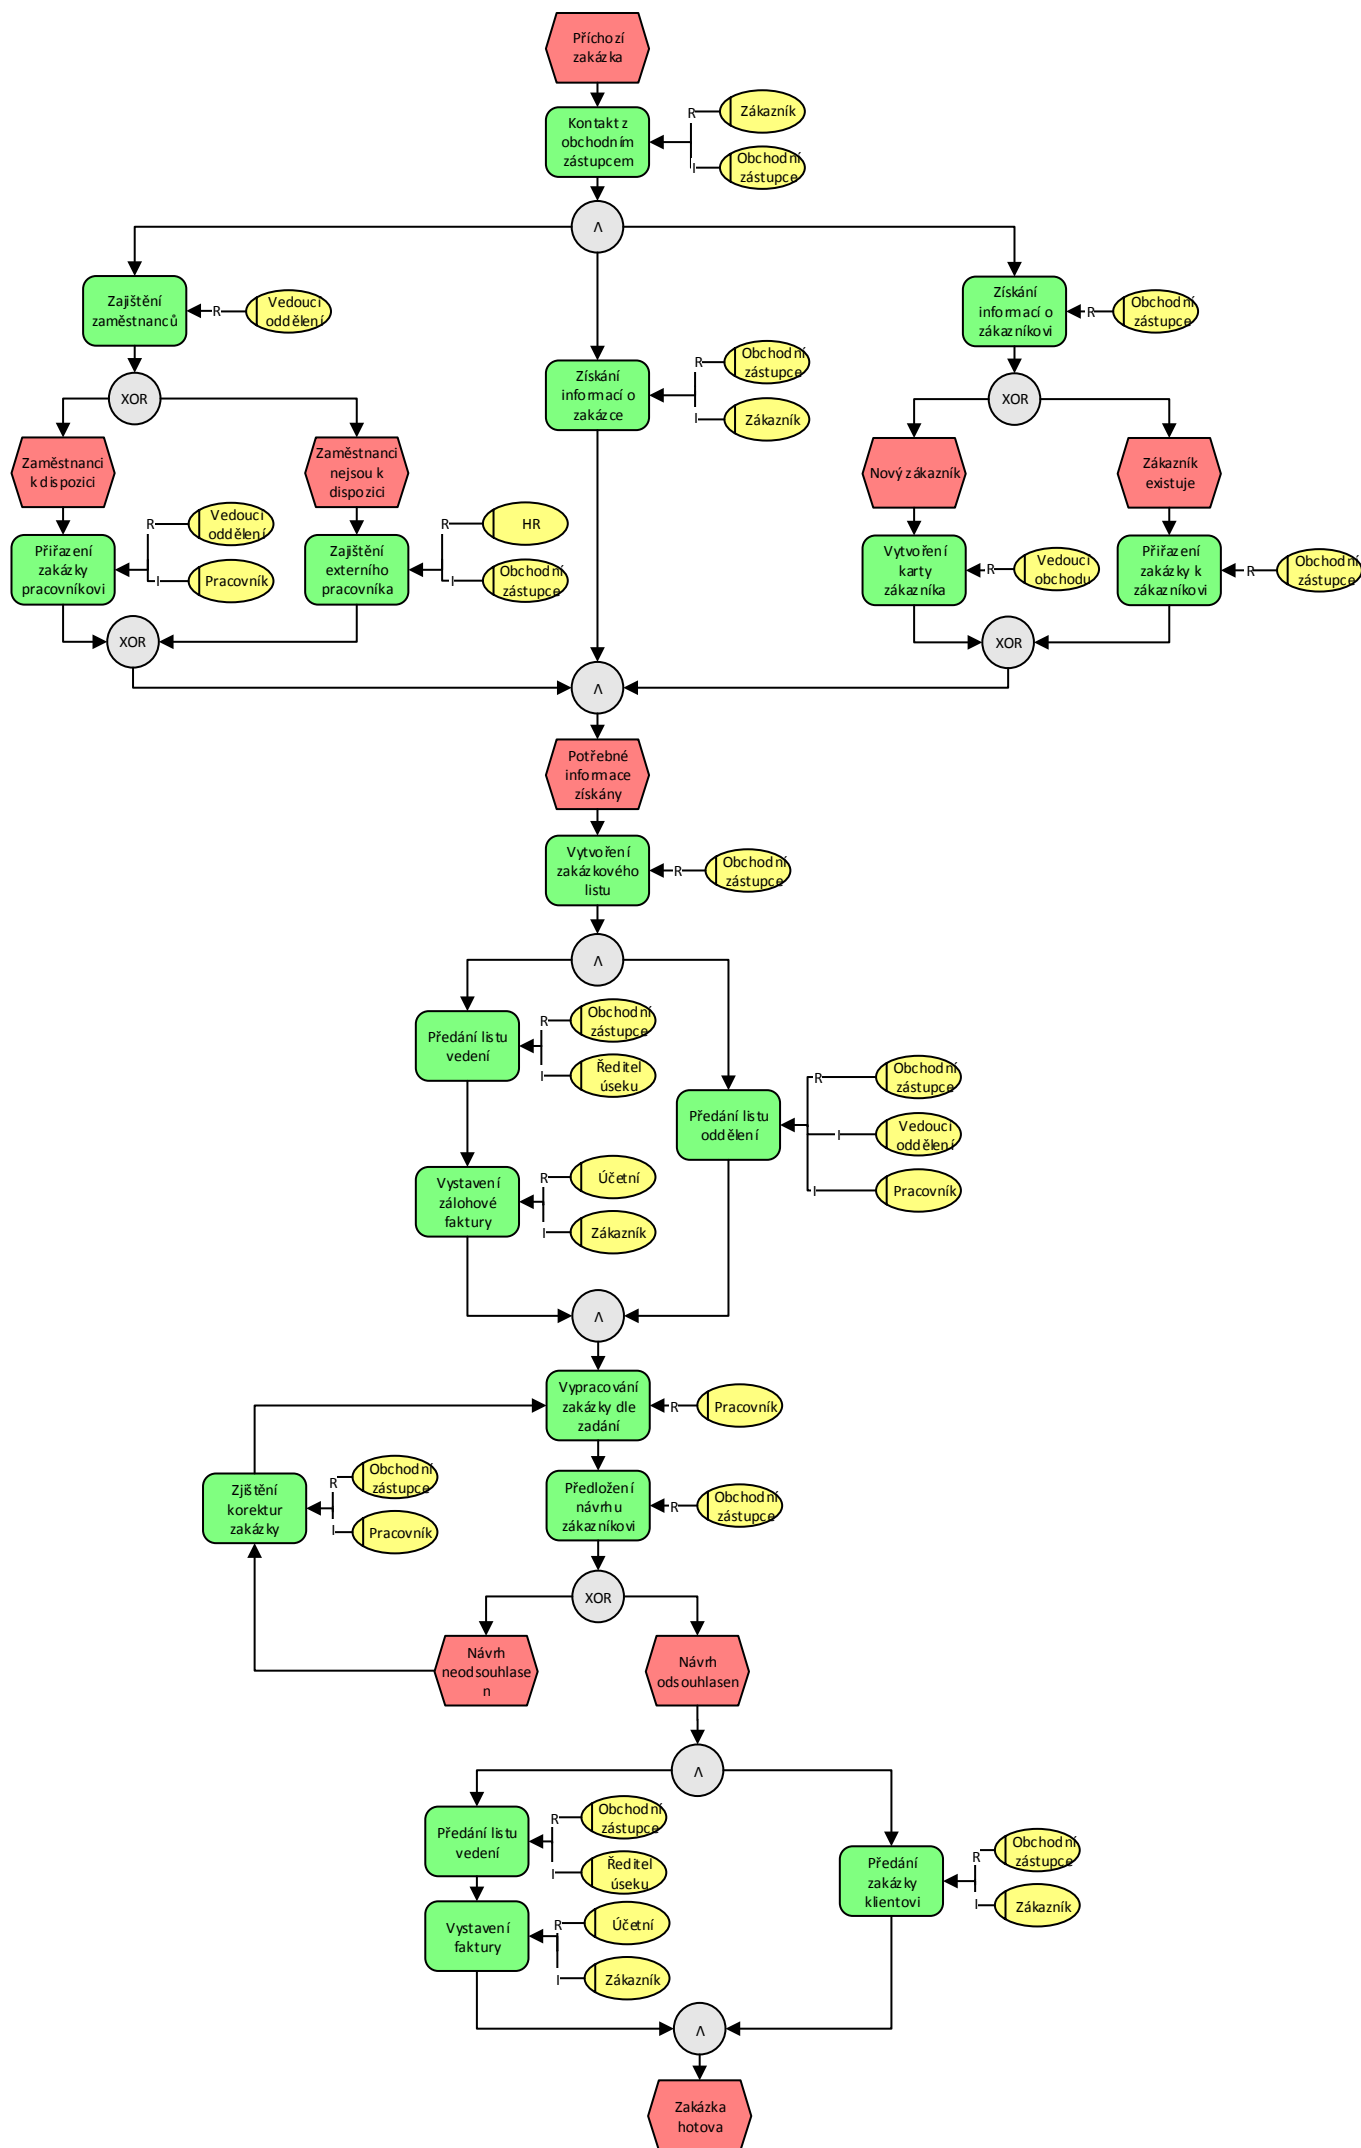 Příchozí
zakázka
Kontakt z
obchodním
zástupcem
R
Zákazník
I
Obchodní
zástupce
Λ
Zajištění
zaměstnanců
R
Vedoucí
oddělení
Získání
informací o
zákazníkovi
R
Obchodní
zástupce
Získání
informací o
zakázce
R
Obchodní
zástupce
I
Zákazník
XOR
XOR
Zaměstnanci
k dispozici
Zaměstnanci
nejsou k
dispozici
Nový zákazník
Zákazník
existuje
Přiřazení
zakázky
pracovníkovi
R
Vedoucí
oddělení
I
Pracovník
Zajištění
externího
pracovníka
R
HR
I
Obchodní
zástupce
Vytvoření
karty
zákazníka
R
Vedoucí
obchodu
Přiřazení
zakázky k
zákazníkovi
R
Obchodní
zástupce
XOR
XOR
Λ
Potřebné
informace
získány
Vytvoření
zakázkového
listu
R
Obchodní
zástupce
Λ
Předání listu
vedení
R
Obchodní
zástupce
I
Ředitel
úseku
Předání listu
oddělení
R
Obchodní
zástupce
I
Vedoucí
oddělení
I
Pracovník
Vystavení
zálohové
faktury
R
Účetní
I
Zákazník
Λ
Vypracování
zakázky dle
zadání
R
Pracovník
Zjištění
korektur
zakázky
R
Obchodní
zástupce
I
Pracovník
Předložení
návrhu
zákazníkovi
R
Obchodní
zástupce
XOR
Návrh
neodsouhlase
n
Návrh
odsouhlasen
Λ
Předání listu
vedení
R
Obchodní
zástupce
I
Ředitel
úseku
Předání
zakázky
klientovi
R
Obchodní
zástupce
I
Zákazník
Vystavení
faktury
R
Účetní
I
Zákazník
Λ
Zakázka
hotova